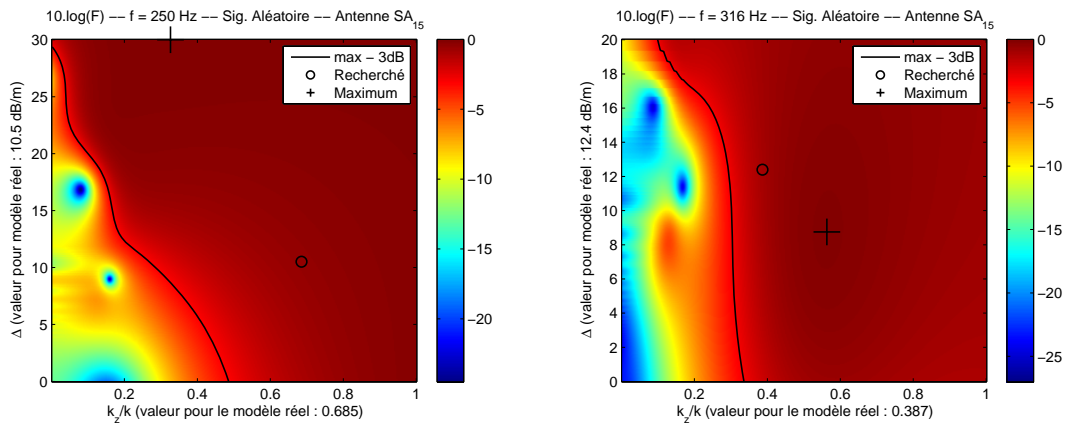 10.log(F) −− f = 250 Hz −− Sig. Aléatoire −− Antenne SA15
30
25
20
15
10
5
0
Δ (valeur pour modèle réel : 10.5 dB/m)
0.2 0.4 0.6 0.8 1
kz/k (valeur pour le modèle réel : 0.685)
max − 3dB
Recherché
Maximum
0
−5
−10
−15
−20
10.log(F) −− f = 316 Hz −− Sig. Aléatoire −− Antenne SA15
20
18
16
14
12
10
8
6
4
2
0
Δ (valeur pour modèle réel : 12.4 dB/m)
0.2 0.4 0.6 0.8 1
kz/k (valeur pour le modèle réel : 0.387)
max − 3dB
Recherché
Maximum
0
−5
−10
−15
−20
−25